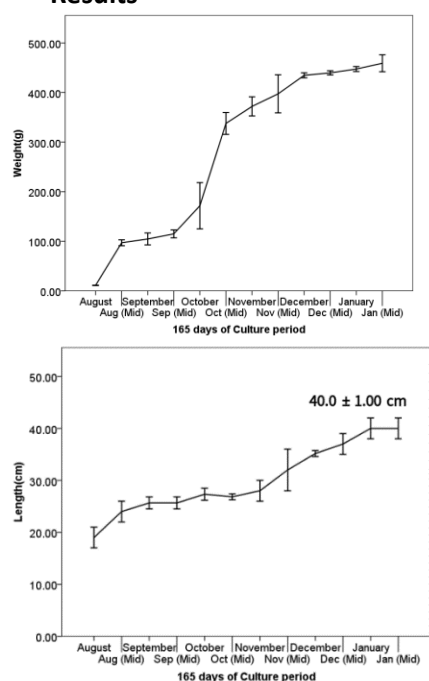 Results
500.00
400.00
300.00
200.00
100.00
0.00
Weight(g)
August September October November December January
Aug (Mid) Sep (Mid) Oct (Mid) Nov (Mid) Dec (Mid) Jan (Mid)
165 days of Culture period
50.00
40.00
30.00
20.00
10.00
0.00
Length(cm)
40.0 ± 1.00 cm
August September October November December January
Aug (Mid) Sep (Mid) Oct (Mid) Nov (Mid) Dec (Mid) Jan (Mid)
165 days of Culture period